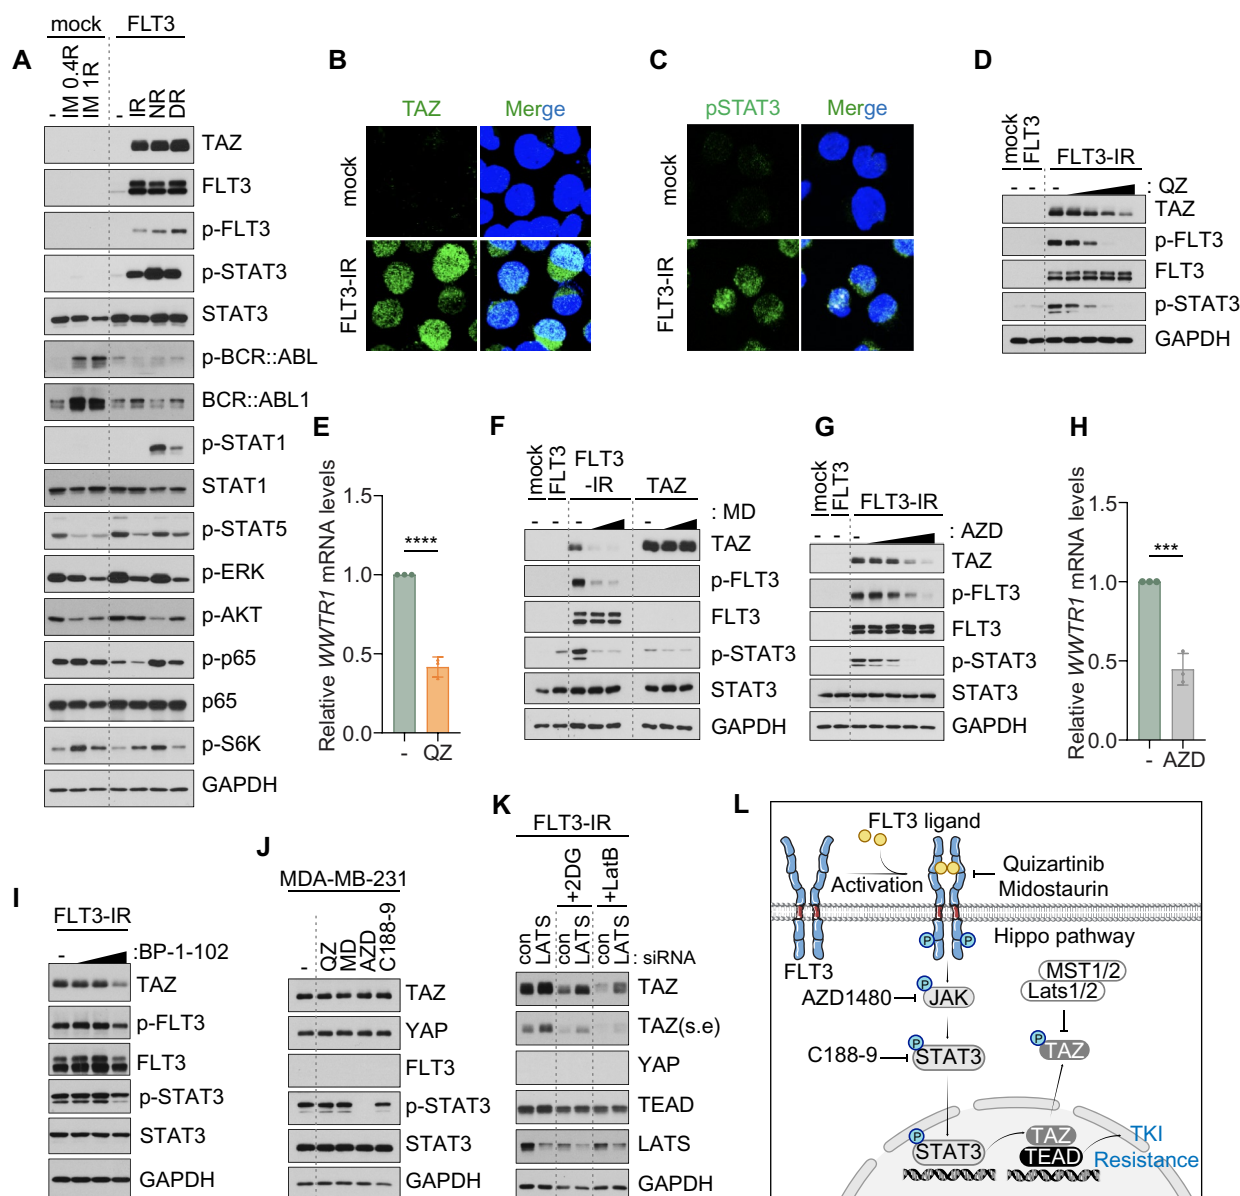 A
mock FLT3
- IM 0.4R IM 1R - IR NR DR
TAZ
FLT3
p-FLT3
p-STAT3
STAT3
p-BCR::ABL
BCR::ABL1
p-STAT1
STAT1
p-STAT5
p-ERK
p-AKT
p-p65
p65
p-S6K
GAPDH
B
TAZ Merge
mock
FLT3-IR
C
pSTAT3 Merge
mock
FLT3-IR
D
mock FLT3 FLT3-IR
- - - : QZ
TAZ
p-FLT3
FLT3
p-STAT3
GAPDH
E
Relative WWTR1 mRNA levels
1.5
1.0
0.5
0.0
****
- QZ
F
mock FLT3 FLT3
-IR TAZ
- - - - : MD
TAZ
p-FLT3
FLT3
p-STAT3
STAT3
GAPDH
G
mock FLT3 FLT3-IR
- - - : AZD
TAZ
p-FLT3
FLT3
p-STAT3
STAT3
GAPDH
H
Relative WWTR1 mRNA levels
1.5
1.0
0.5
0.0
***
- AZD
I
FLT3-IR
- :BP-1-102
TAZ
p-FLT3
FLT3
p-STAT3
STAT3
GAPDH
J
MDA-MB-231
- QZ MD AZD C188-9
TAZ
YAP
FLT3
p-STAT3
STAT3
GAPDH
K
FLT3-IR
+2DG +LatB
con LATS con LATS con LATS : siRNA
TAZ
TAZ(s.e)
YAP
TEAD
LATS
GAPDH
L
FLT3 ligand
Activation
Quizartinib
Midostaurin
P P
Hippo pathway
FLT3
MST1/2
Lats1/2
AZD1480
P
JAK
P
TAZ
C188-9
P
STAT3
P
STAT3
TAZ
TEAD
TKI
Resistance